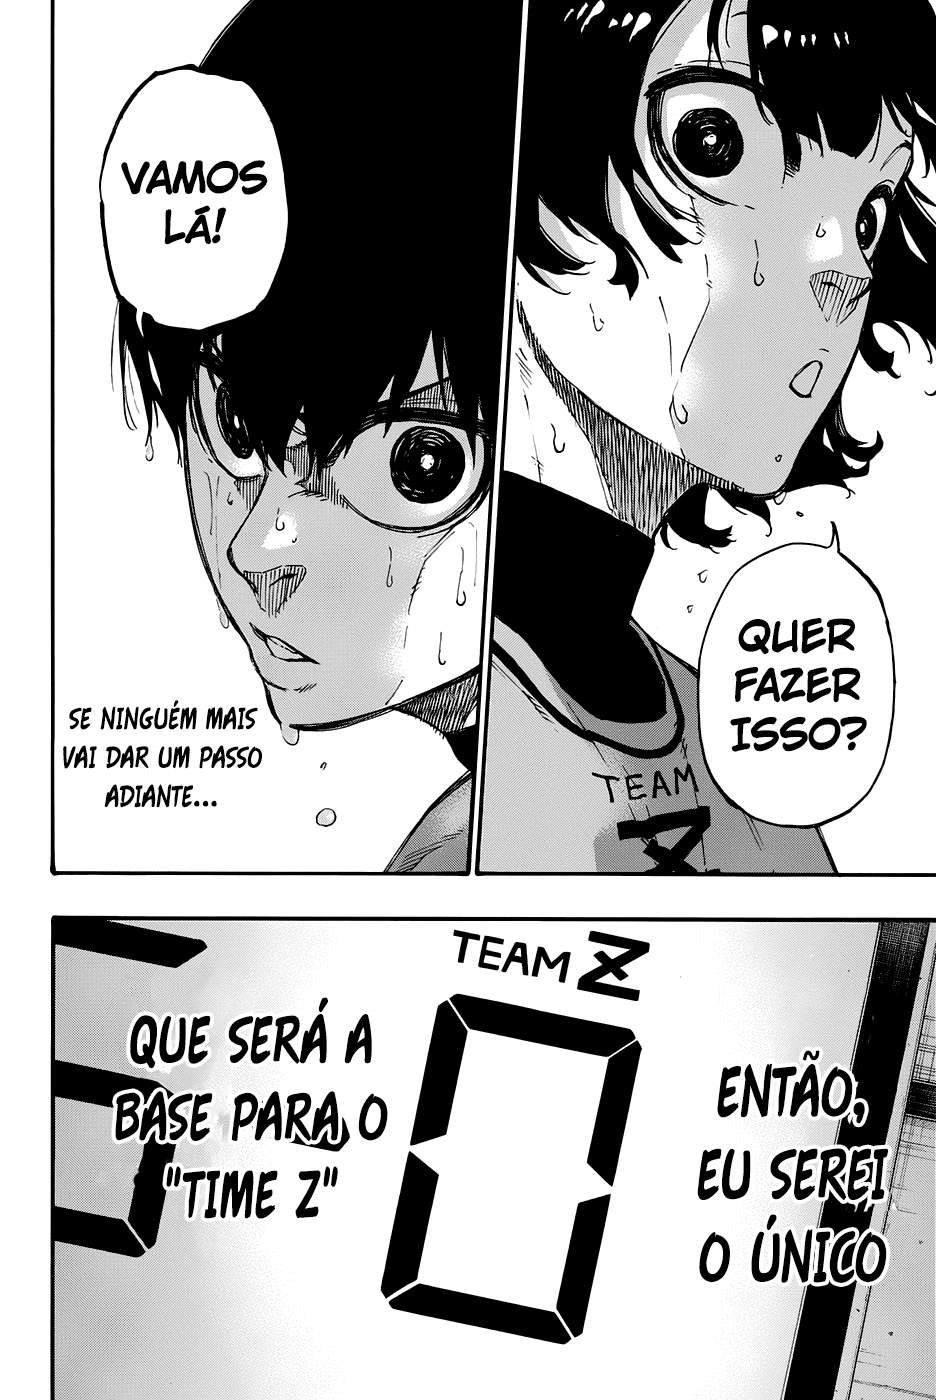 QUER
FAZER
ISSO?
TEAM
Z
VAMOS
LÁ!
SE NINGUÉM MAIS
VAI DAR UM PASSO
ADIANTE...
TEAM Z
0
ENTÃO,
EU SEREI
O ÚNICO
QUE SERÁ A
BASE PARA O
"TIME Z"